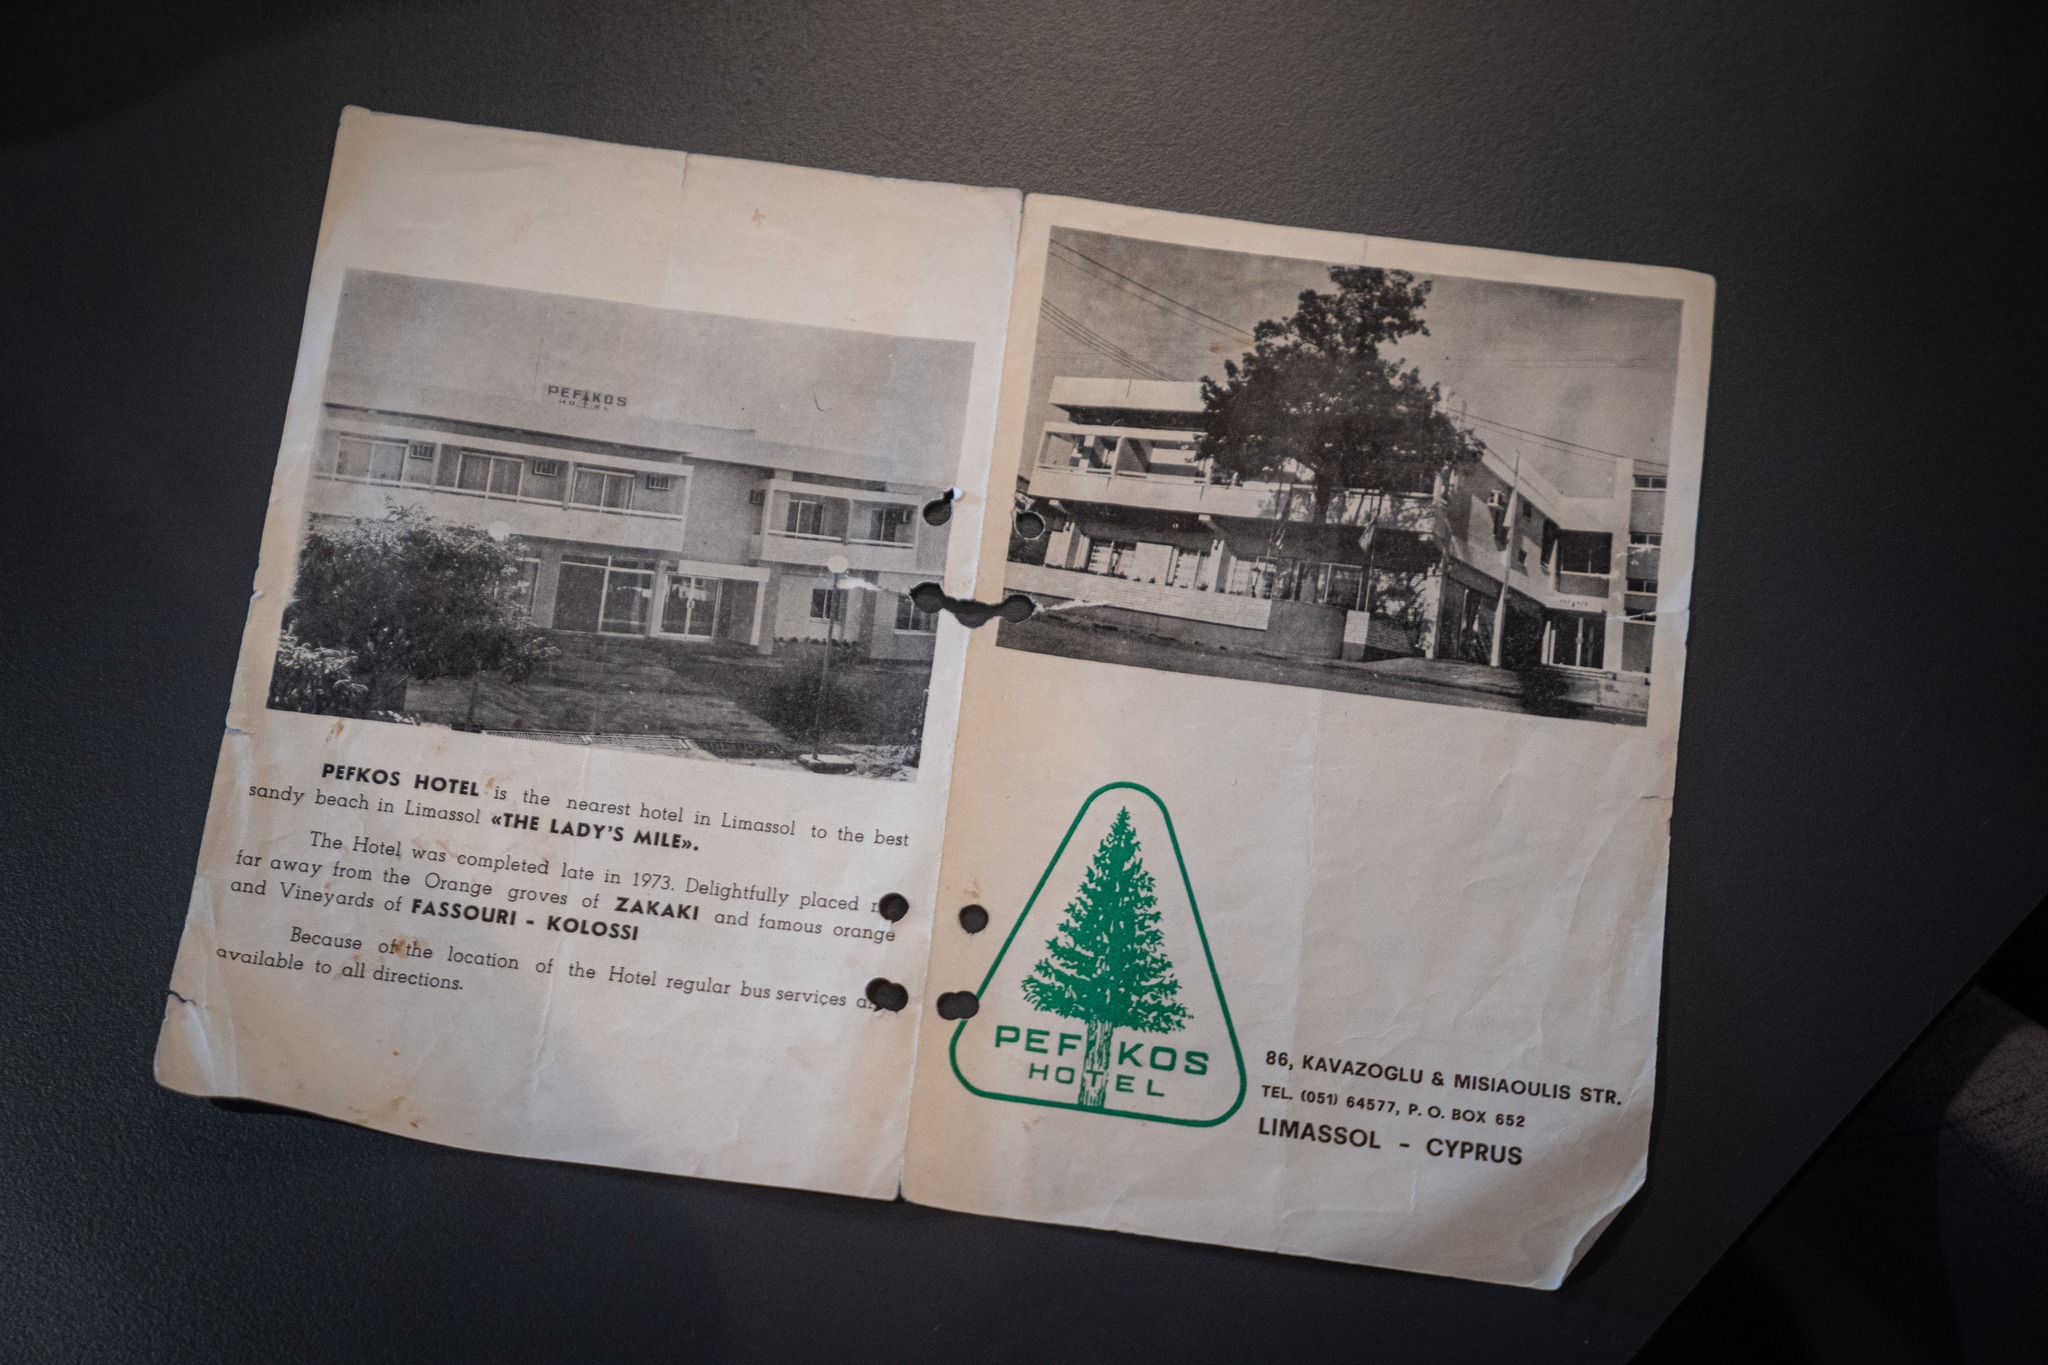 PEFKOS
HOTEL
PEFKOS HOTEL is the nearest hotel in Limassol to the best
sandy beach in Limassol «THE LADY'S MILE».
The Hotel was completed late in 1973. Delightfully placed
far away from the Orange groves of ZAKAKI and famous orange
and Vineyards of FASSOURI - KOLOSSI
Because of the location of the Hotel regular bus services
available to all directions.
PEFKOS
HOTEL
86, KAVAZOGLU & MISIAOULIS STR.
TEL. (051) 64577, P. O. BOX 652
LIMASSOL - CYPRUS